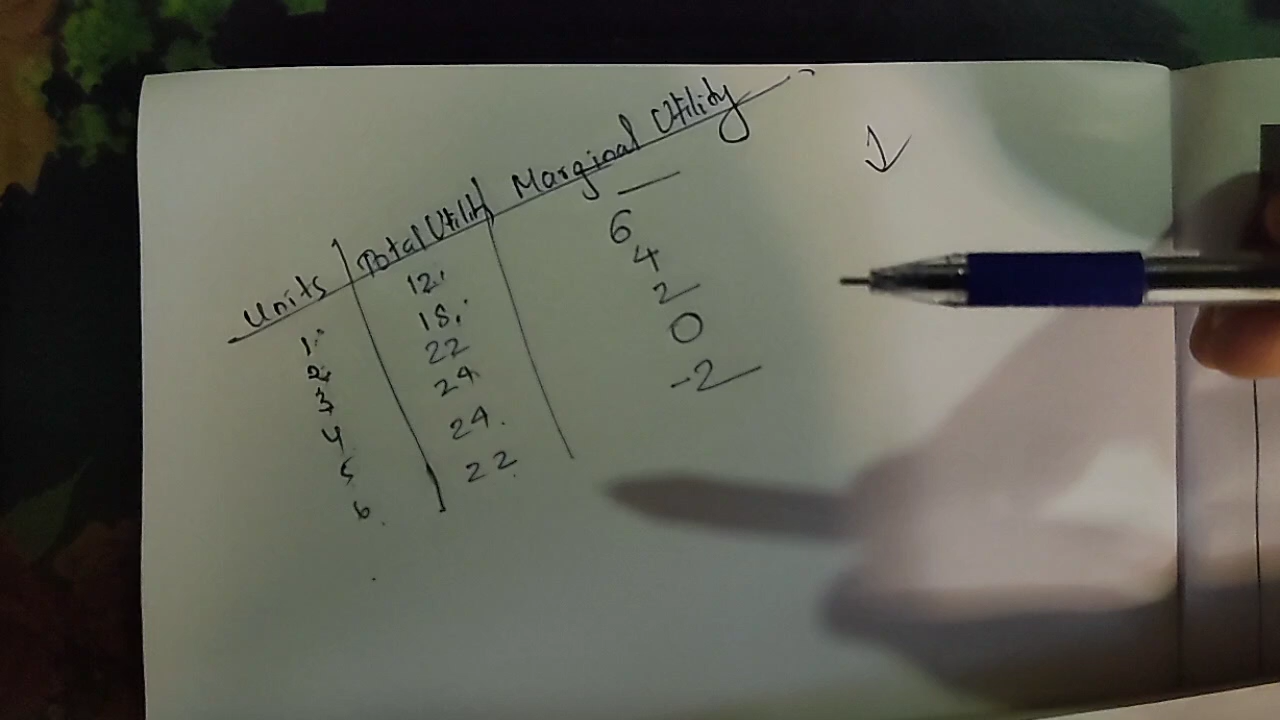 Units Total Utility Marginal Utility
1 12 —
2 18 6
3 22 4
4 24 2
5 24 0
6 22 -2